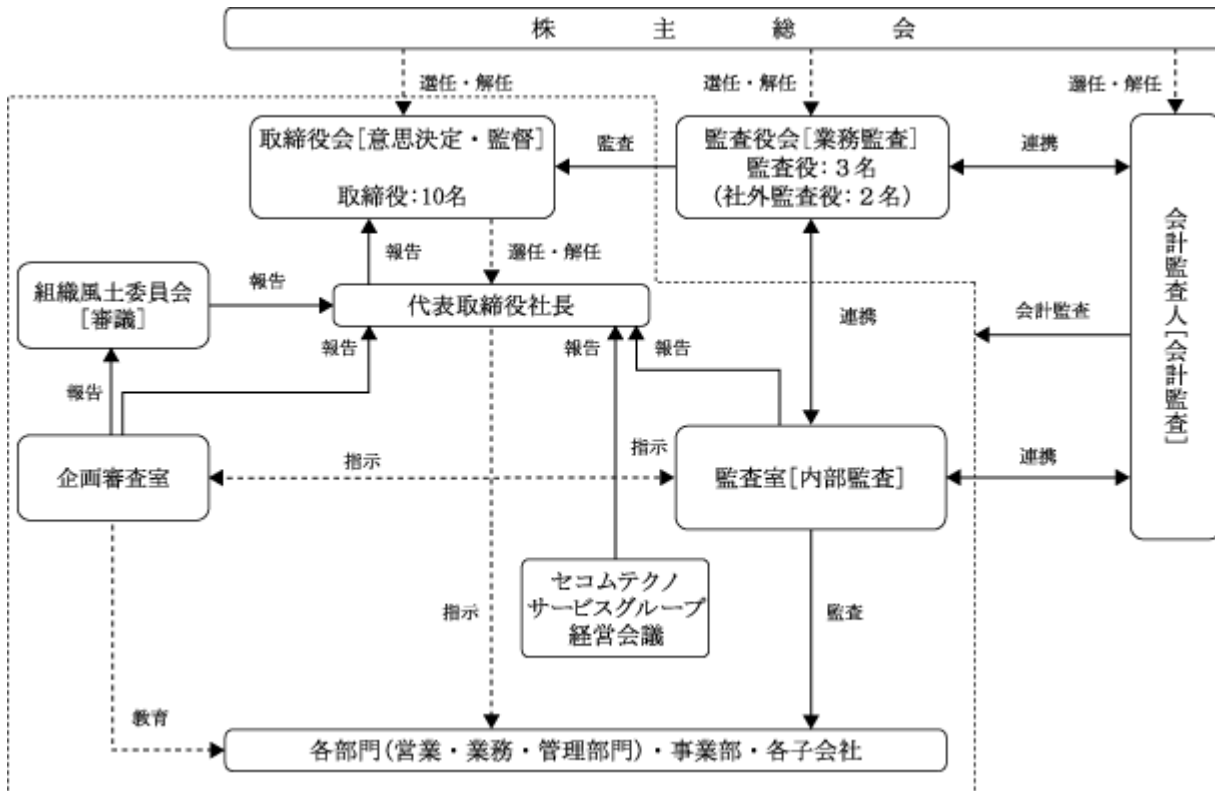 株主総会
選任・解任
選任・解任
選任・解任
取締役会[意思決定・監督]
取締役:10名
監査
監査役会[業務監査]
監査役:3名
(社外監査役:2名)
連携
会計監査人[会計監査]
報告
選任・解任
組織風土委員会
[審議]
報告
代表取締役社長
連携
会計監査
報告
報告
報告
報告
企画審査室
指示
指示
監査室[内部監査]
連携
セコムテクノ
サービスグループ
経営会議
指示
監査
教育
各部門(営業・業務・管理部門)・事業部・各子会社